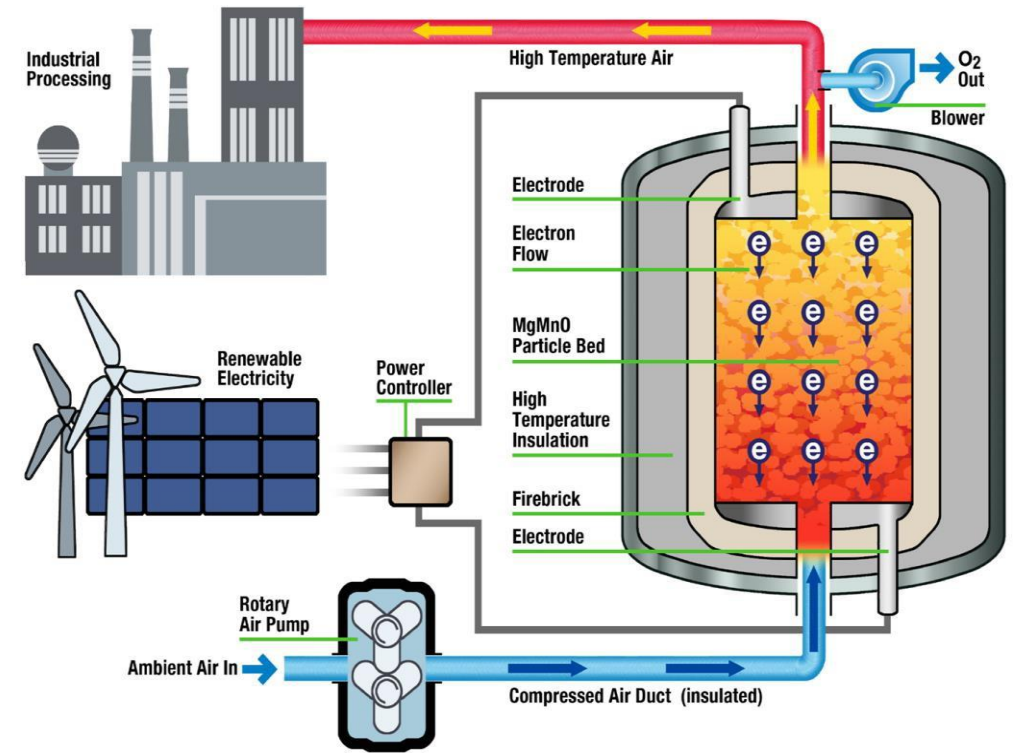 Industrial
Processing
High Temperature Air
O2
Out
Blower
Electrode
Electron
Flow
MgMnO
Particle Bed
High
Temperature
Insulation
Firebrick
Electrode
e e e
e e e
e e e
e e e
Renewable
Electricity
Power
Controller
Rotary
Air Pump
Ambient Air In
Compressed Air Duct (insulated)